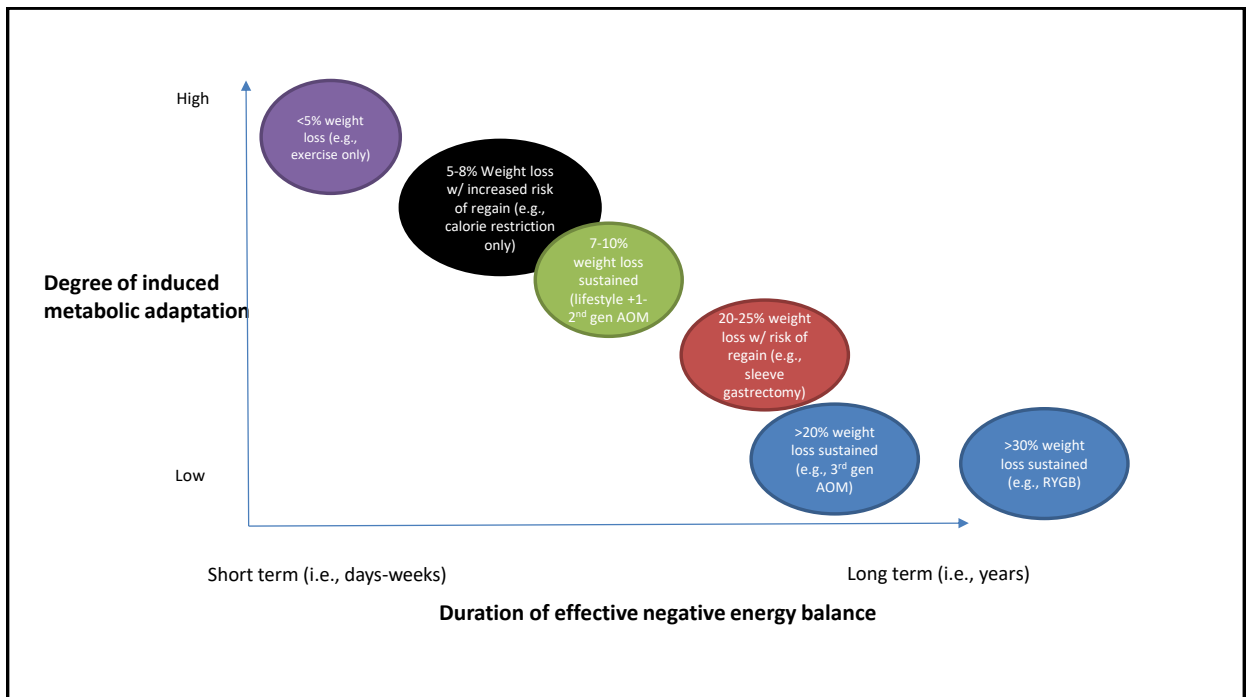 High
<5% weight
loss (e.g.,
exercise only)
5-8% Weight loss
w/ increased risk
of regain (e.g.,
calorie restriction
only)
7-10%
weight loss
sustained
(lifestyle +1-
2nd gen AOM
Degree of induced
metabolic adaptation
20-25% weight
loss w/ risk of
regain (e.g.,
sleeve
gastrectomy)
>20% weight
loss sustained
(e.g., 3rd gen
AOM)
>30% weight
loss sustained
(e.g., RYGB)
Low
Short term (i.e., days-weeks)
Long term (i.e., years)
Duration of effective negative energy balance